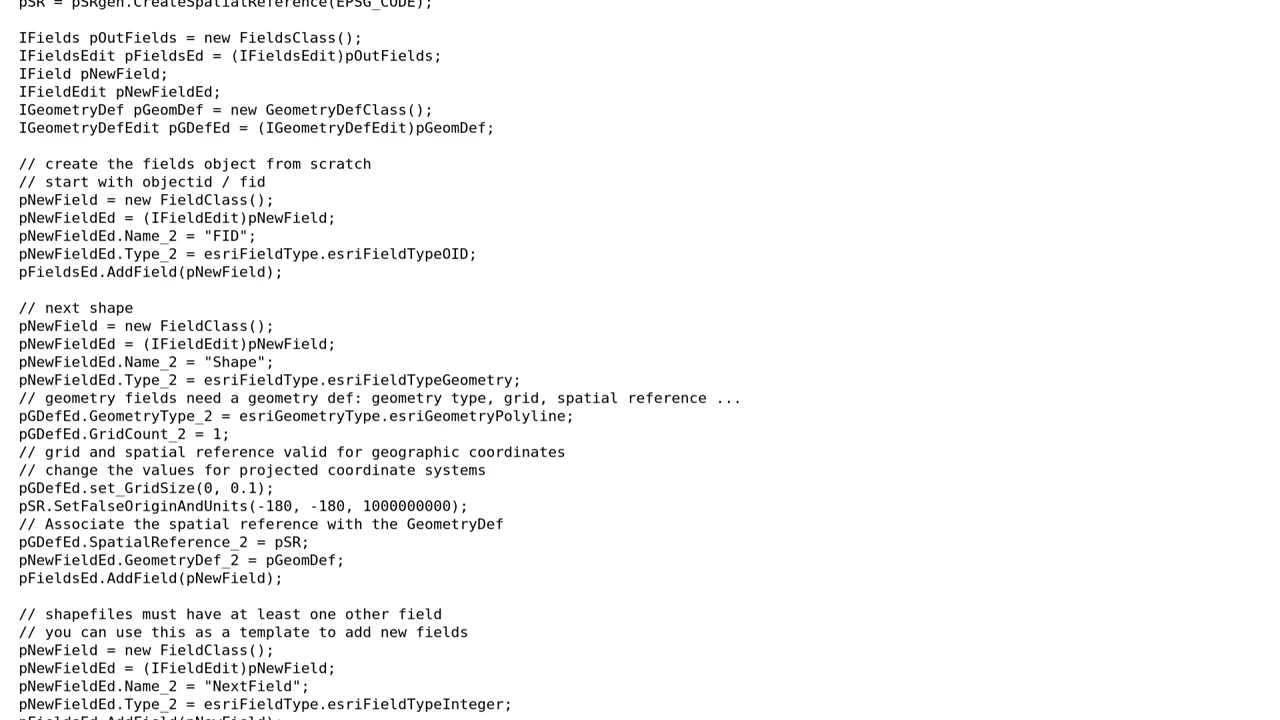 pSR = pSRgen.CreateSpatialReference(EPSG_CODE);
IFields pOutFields = new FieldsClass();
IFieldsEdit pFieldsEd = (IFieldsEdit)pOutFields;
IField pNewField;
IFieldEdit pNewFieldEd;
IGeometryDef pGeomDef = new GeometryDefClass();
IGeometryDefEdit pGDefEd = (IGeometryDefEdit)pGeomDef;
// create the fields object from scratch
// start with objectid / fid
pNewField = new FieldClass();
pNewFieldEd = (IFieldEdit)pNewField;
pNewFieldEd.Name_2 = "FID";
pNewFieldEd.Type_2 = esriFieldType.esriFieldTypeOID;
pFieldsEd.AddField(pNewField);
// next shape
pNewField = new FieldClass();
pNewFieldEd = (IFieldEdit)pNewField;
pNewFieldEd.Name_2 = "Shape";
pNewFieldEd.Type_2 = esriFieldType.esriFieldTypeGeometry;
// geometry fields need a geometry def: geometry type, grid, spatial reference ...
pGDefEd.GeometryType_2 = esriGeometryType.esriGeometryPolyline;
pGDefEd.GridCount_2 = 1;
// grid and spatial reference valid for geographic coordinates
// change the values for projected coordinate systems
pGDefEd.set_GridSize(0, 0.1);
pSR.SetFalseOriginAndUnits(-180, -180, 1000000000);
// Associate the spatial reference with the GeometryDef
pGDefEd.SpatialReference_2 = pSR;
pNewFieldEd.GeometryDef_2 = pGeomDef;
pFieldsEd.AddField(pNewField);
// shapefiles must have at least one other field
// you can use this as a template to add new fields
pNewField = new FieldClass();
pNewFieldEd = (IFieldEdit)pNewField;
pNewFieldEd.Name_2 = "NextField";
pNewFieldEd.Type_2 = esriFieldType.esriFieldTypeInteger;
pFieldsEd.AddField(pNewField);